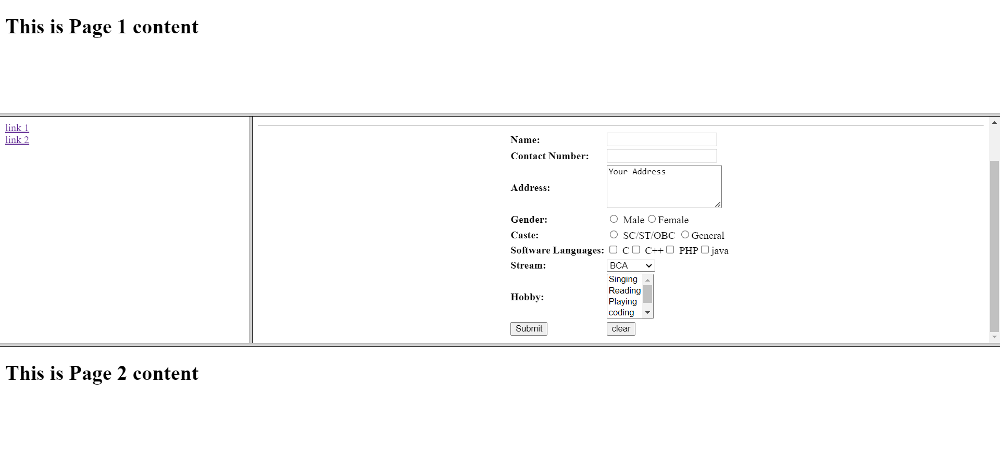 This is Page 1 content
link 1
link 2
Name:
Contact Number:
Address: Your Address
Gender: Male Female
Caste: SC/ST/OBC General
Software Languages: C C++ PHP java
Stream: BCA
Hobby: Singing
Reading
Playing
coding
Submit clear
This is Page 2 content